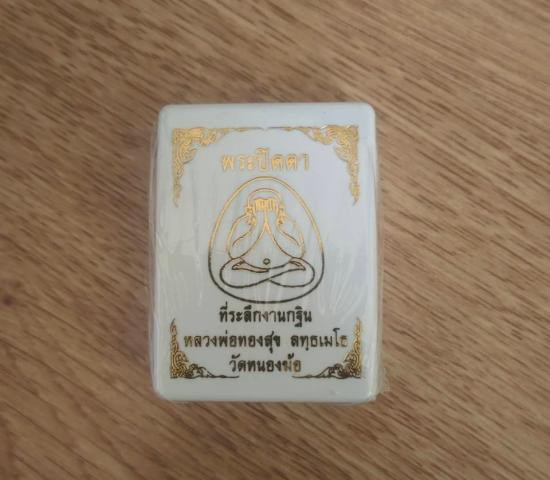 พระปิดตา
ที่ระลึกงานกฐิน
หลวงพ่อทองสุข ลทฺธเมโธ
วัดหนองฆ้อ